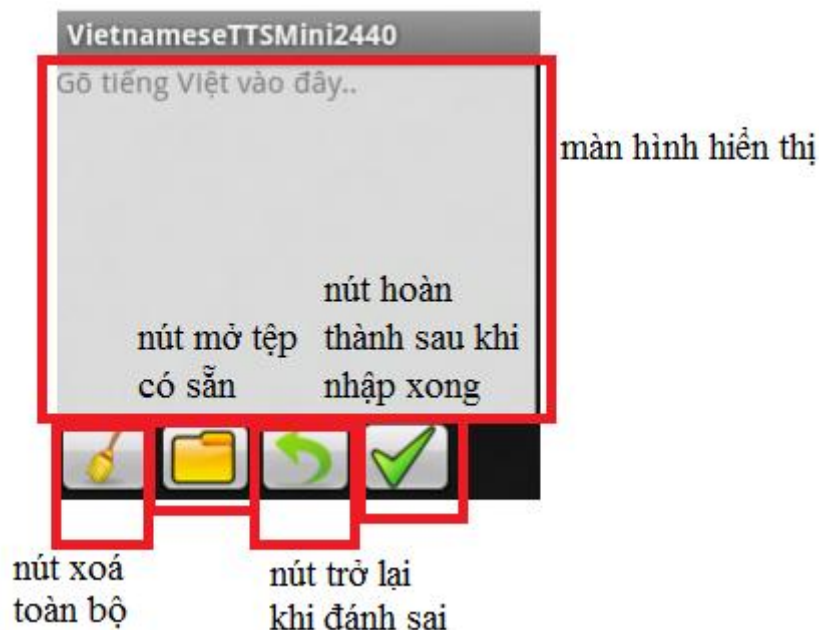 VietnameseTTSMini2440
Gõ tiếng Việt vào đây..
màn hình hiển thị
nút mở tệp
có sẵn
nút hoàn
thành sau khi
nhập xong
nút xoá
toàn bộ
nút trở lại
khi đánh sai